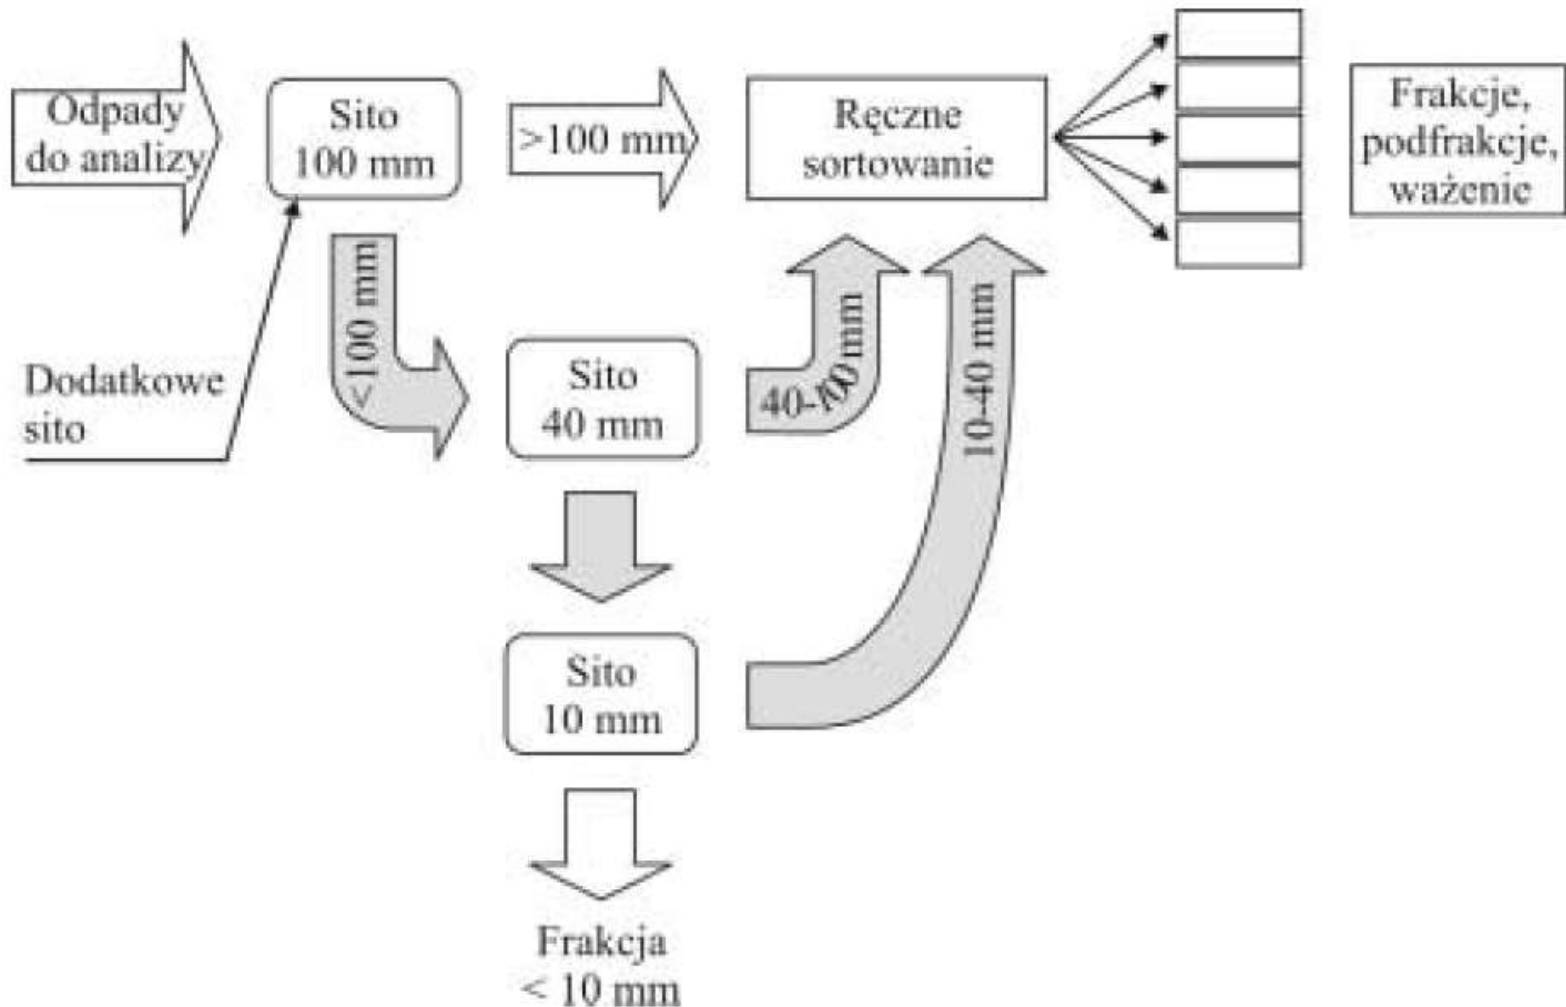 Odpady
do analizy
Sito
100 mm
>100 mm
Ręczne
sortowanie
Frakcje,
podfrakcje,
ważenie
<100 mm
Dodatkowe
sito
Sito
40 mm
40-100 mm
10-40 mm
Sito
10 mm
Frakcja
< 10 mm